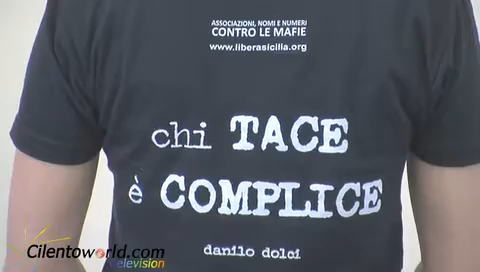 ASSOCIAZIONI, NOMI E NUMERI
CONTRO LE MAFIE
www.liberasicilia.org
chi TACE
è COMPLICE
danilo dolci
Cilentoworld.com
television